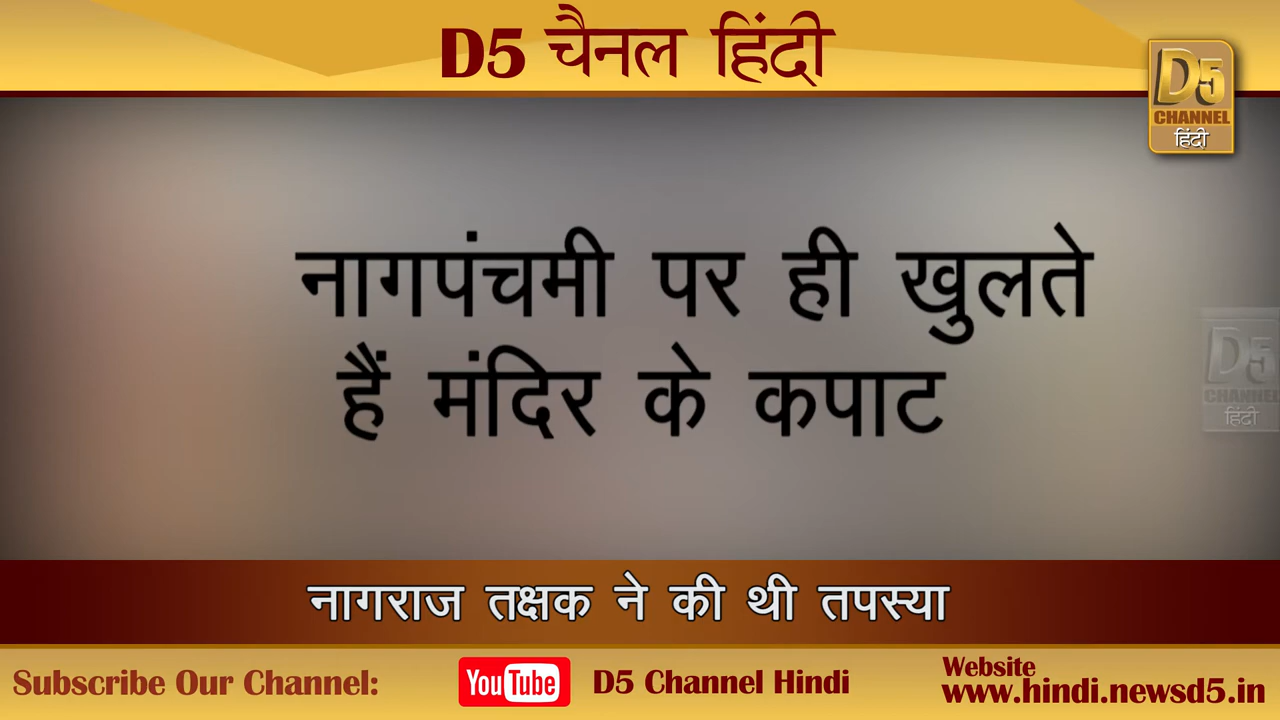 D5 चैनल हिंदी
D5
CHANNEL
हिंदी
नागपंचमी पर ही खुलते
हैं मंदिर के कपाट
D5
CHANNEL
हिंदी
नागराज तक्षक ने की थी तपस्या
Subscribe Our Channel:
YouTube
D5 Channel Hindi
Website
www.hindi.newsd5.in